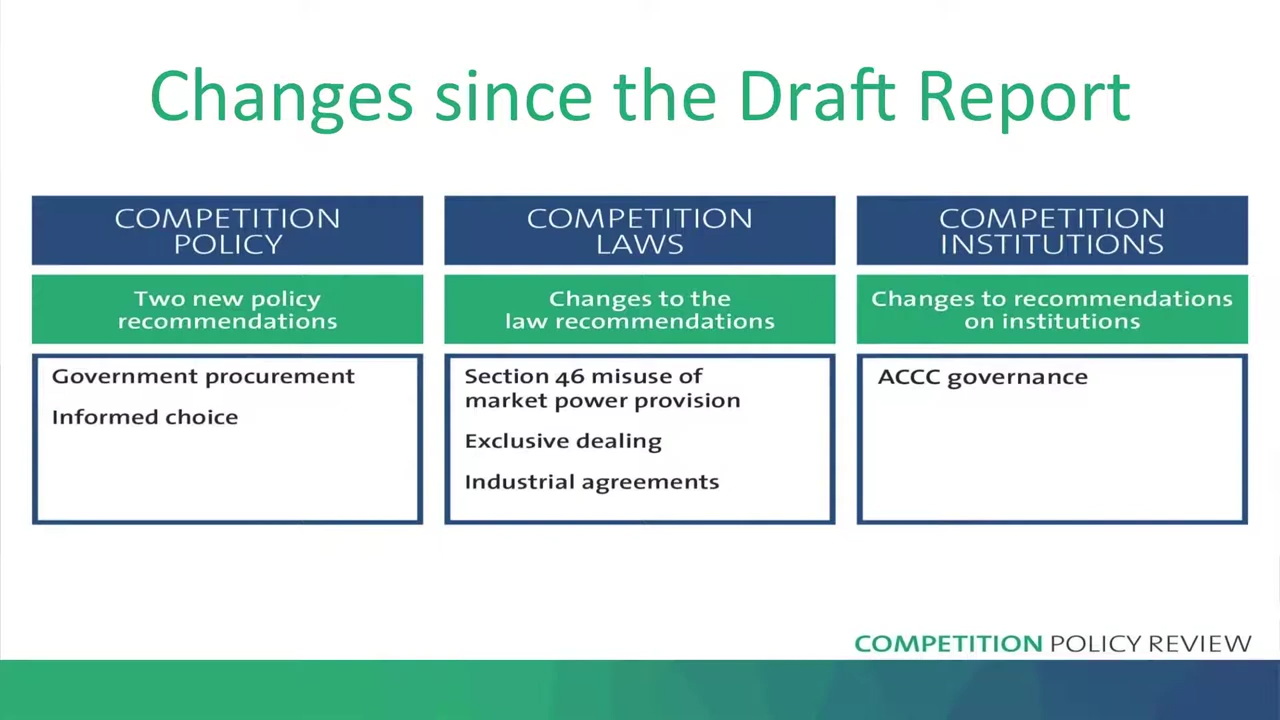 Changes since the Draft Report
COMPETITION
POLICY
Two new policy
recommendations
Government procurement
Informed choice
COMPETITION
LAWS
Changes to the
law recommendations
Section 46 misuse of
market power provision
Exclusive dealing
Industrial agreements
COMPETITION
INSTITUTIONS
Changes to recommendations
on institutions
ACCC governance
COMPETITION POLICY REVIEW